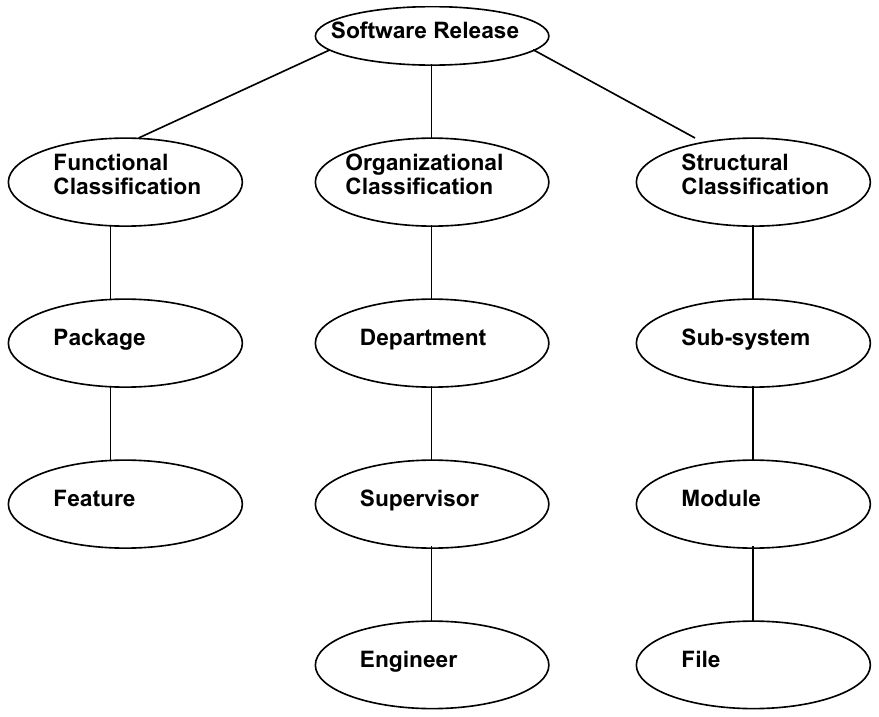 Software Release
Functional
Classification
Organizational
Classification
Structural
Classification
Package
Department
Sub-system
Feature
Supervisor
Module
Engineer
File